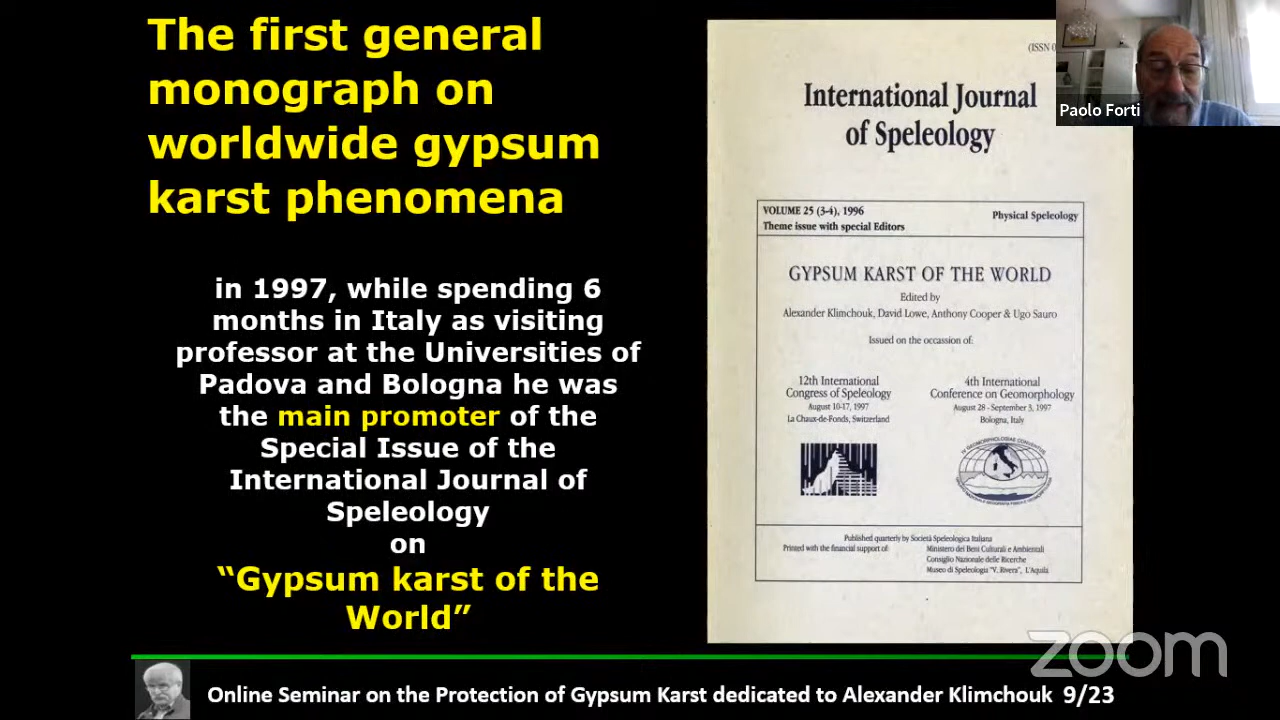 The first general
monograph on
worldwide gypsum
karst phenomena
in 1997, while spending 6
months in Italy as visiting
professor at the Universities of
Padova and Bologna he was
the main promoter of the
Special Issue of the
International Journal of
Speleology
on
“Gypsum karst of the
World”
(ISSN 0
International Journal
of Speleology
VOLUME 25 (3-4), 1996
Physical Speleology
Theme issue with special Editors
GYPSUM KARST OF THE WORLD
Edited by
Alexander Klimchouk, David Lowe, Anthony Cooper & Ugo Sauro
Issued on the occassion of:
12th International
Congress of Speleology
August 10-17, 1997
La Chaux-de-Fonds, Switzerland
4th International
Conference on Geomorphology
August 28 - September 3, 1997
Bologna, Italy
Published quarterly by Società Speleologica Italiana
Printed with the financial support of:
Ministero dei Beni Culturali e Ambientali
Consiglio Nazionale delle Ricerche
Museo di Speleologia "V. Rivera", L'Aquila
Paolo Forti
zoom
Online Seminar on the Protection of Gypsum Karst dedicated to Alexander Klimchouk 9/23